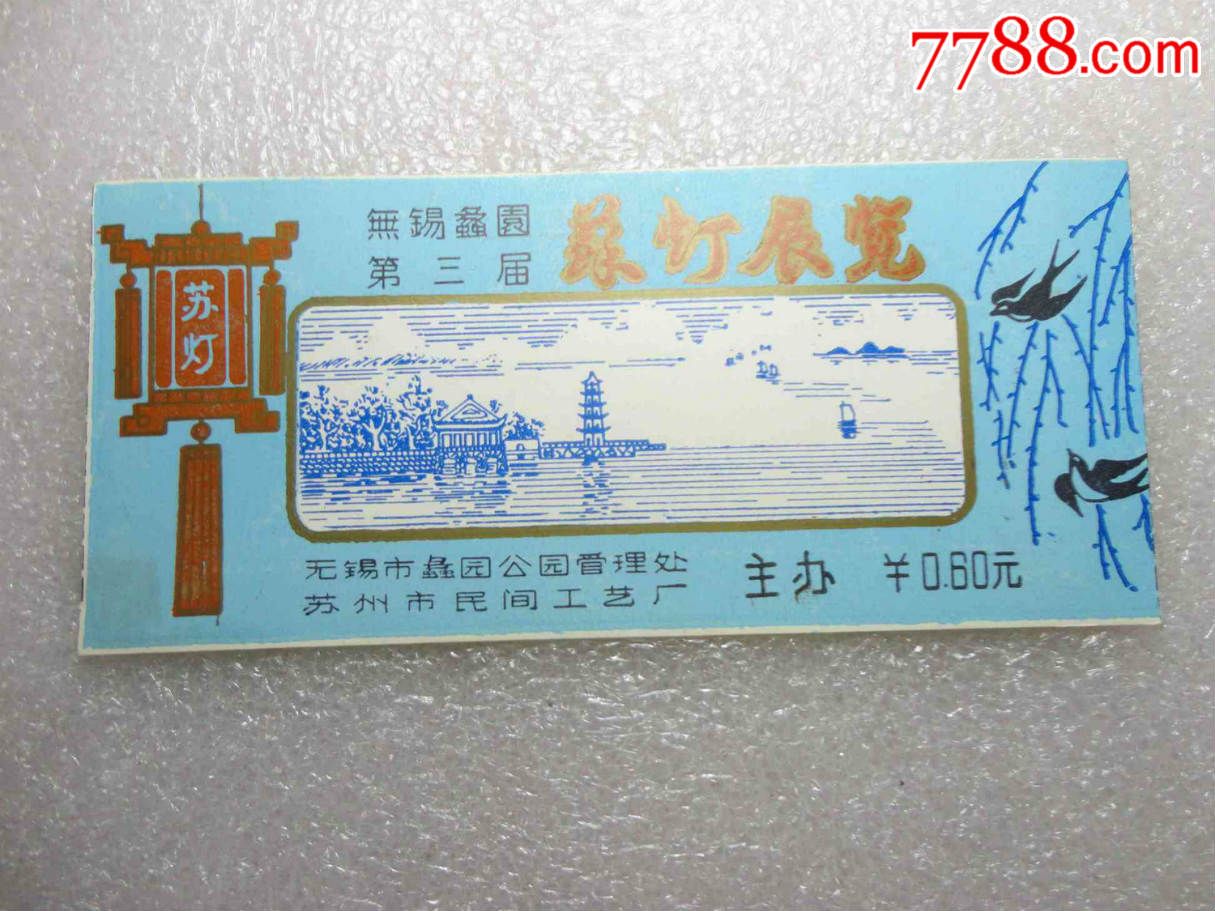 7788.com
無锡蠡園
第三届
蘇灯展览
苏灯
无锡市蠡园公园管理处
苏州市民间工艺厂
主办
¥0.60元